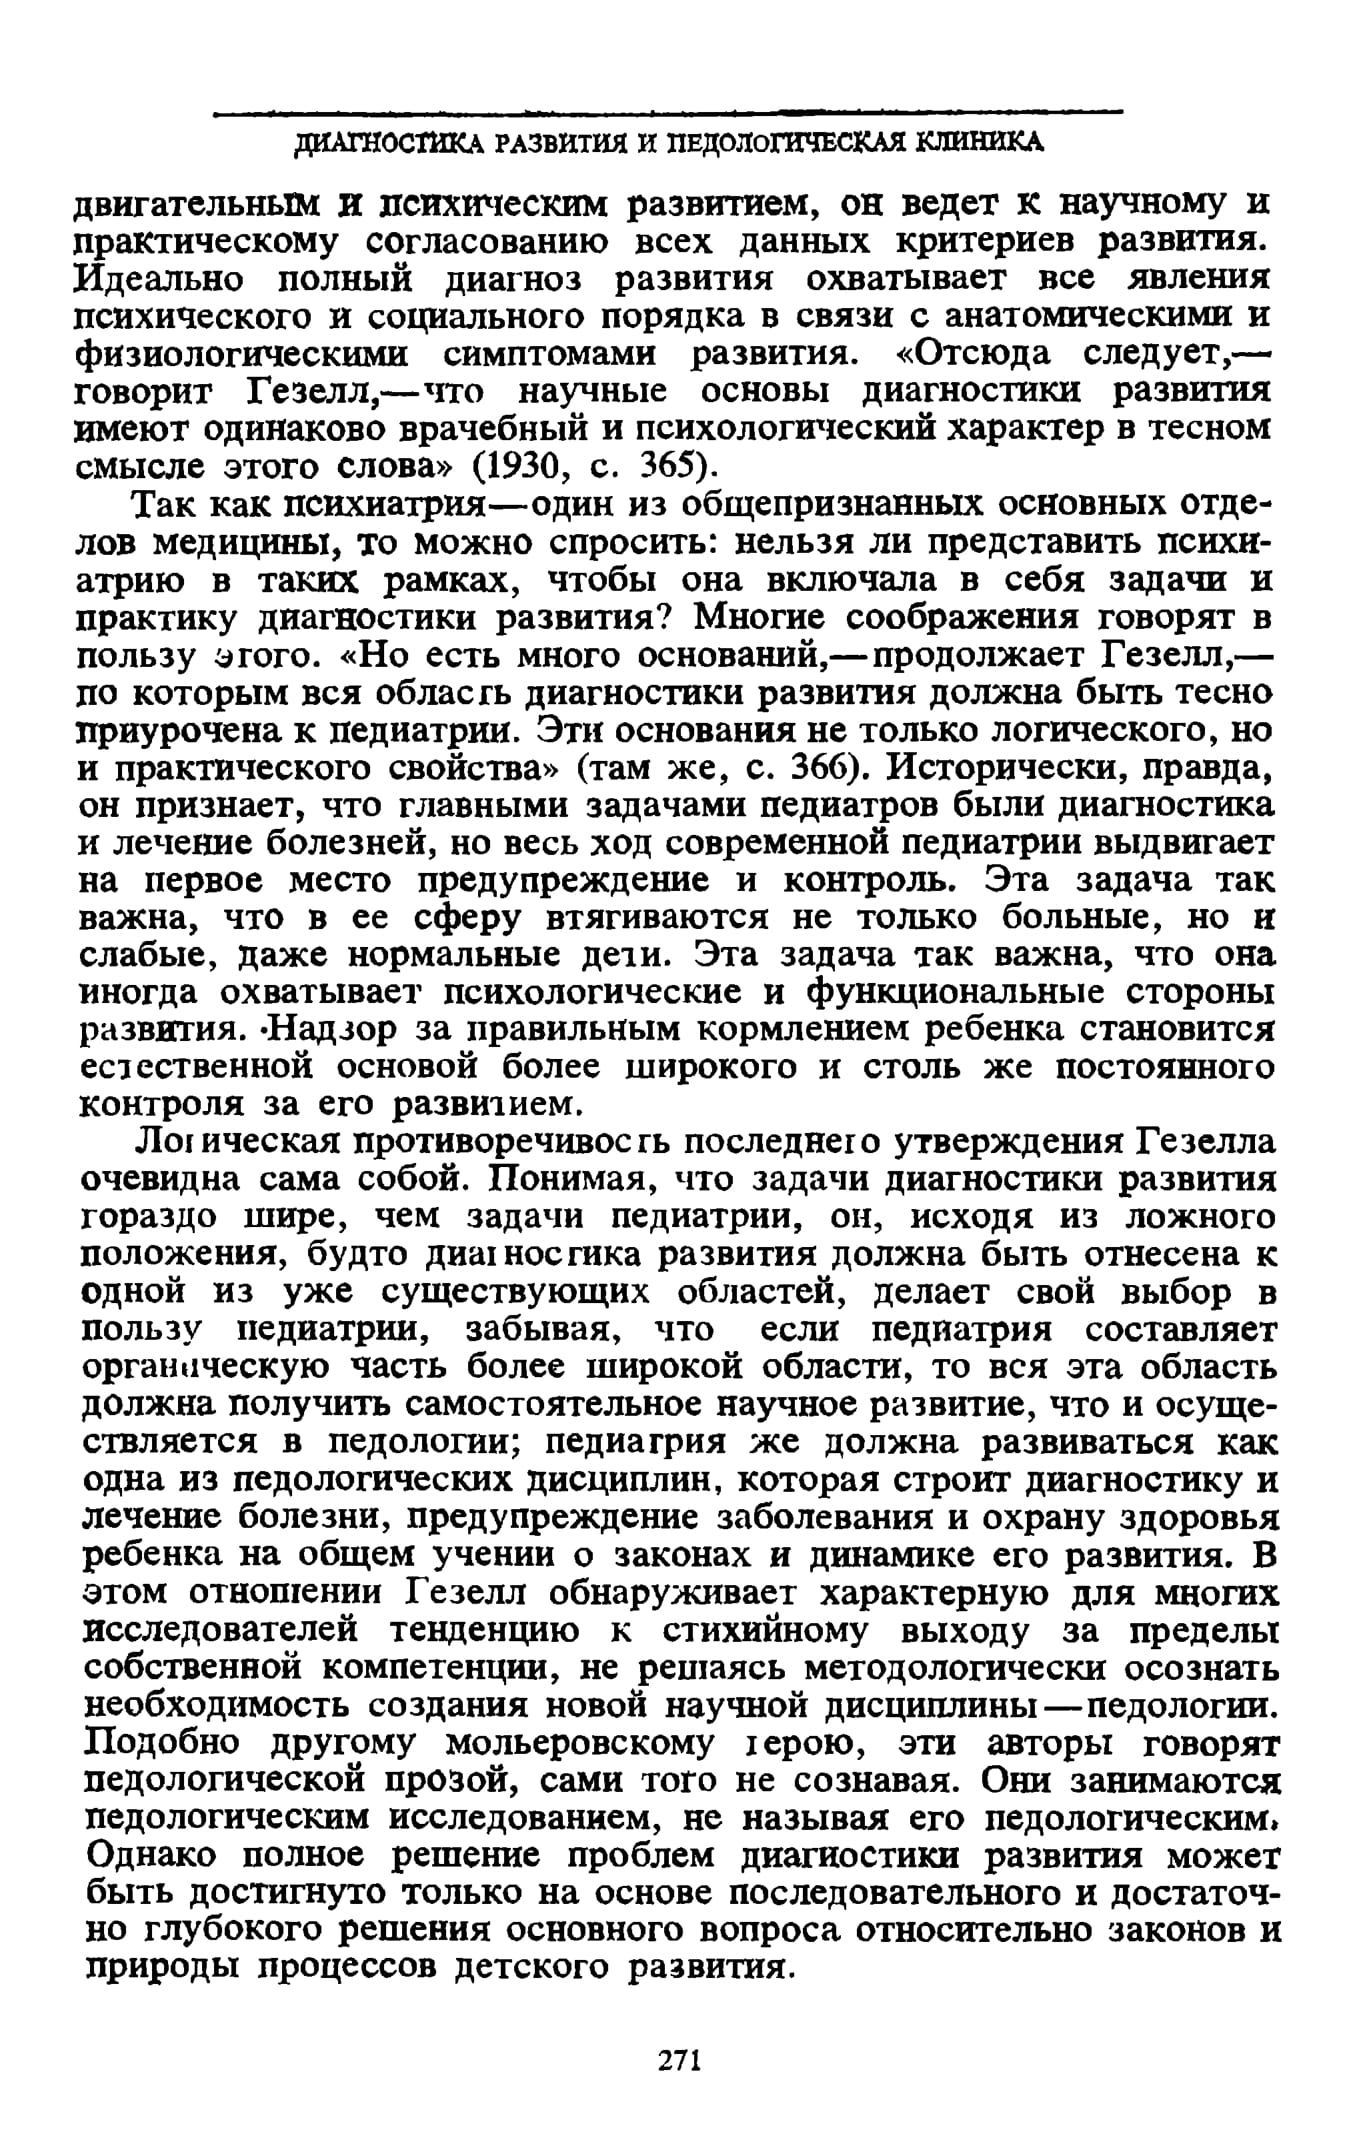 ДИАГНОСТИКА РАЗВИТИЯ И ПЕДОЛОГИЧЕСКАЯ КЛИНИКА
двигательным и психическим развитием, он ведет к научному и
практическому согласованию всех данных критериев развития.
Идеально полный диагноз развития охватывает все явления
психического и социального порядка в связи с анатомическими и
физиологическими симптомами развития. «Отсюда следует,—
говорит Гезелл,—что научные основы диагностики развития
имеют одинаково врачебный и психологический характер в тесном
смысле этого слова» (1930, с. 365).
Так как психиатрия—один из общепризнанных основных отде-
лов медицины, то можно спросить: нельзя ли представить психи-
атрию в таких рамках, чтобы она включала в себя задачи и
практику диагностики развития? Многие соображения говорят в
пользу этого. «Но есть много оснований,—продолжает Гезелл,—
по которым вся область диагностики развития должна быть тесно
приурочена к педиатрии. Эти основания не только логического, но
и практического свойства» (там же, с. 366). Исторически, правда,
он признает, что главными задачами педиатров были диагностика
и лечение болезней, но весь ход современной педиатрии выдвигает
на первое место предупреждение и контроль. Эта задача так
важна, что в ее сферу втягиваются не только больные, но и
слабые, даже нормальные дети. Эта задача так важна, что она
иногда охватывает психологические и функциональные стороны
развития. Надзор за правильным кормлением ребенка становится
естественной основой более широкого и столь же постоянного
контроля за его развитием.
Логическая противоречивость последнего утверждения Гезелла
очевидна сама собой. Понимая, что задачи диагностики развития
гораздо шире, чем задачи педиатрии, он, исходя из ложного
положения, будто диагностика развития должна быть отнесена к
одной из уже существующих областей, делает свой выбор в
пользу педиатрии, забывая, что если педиатрия составляет
органическую часть более широкой области, то вся эта область
должна получить самостоятельное научное развитие, что и осуще-
ствляется в педологии; педиатрия же должна развиваться как
одна из педологических дисциплин, которая строит диагностику и
лечение болезни, предупреждение заболевания и охрану здоровья
ребенка на общем учении о законах и динамике его развития. В
этом отношении Гезелл обнаруживает характерную для многих
исследователей тенденцию к стихийному выходу за пределы
собственной компетенции, не решаясь методологически осознать
необходимость создания новой научной дисциплины—педологии.
Подобно другому мольеровскому герою, эти авторы говорят
педологической прозой, сами того не сознавая. Они занимаются
педологическим исследованием, не называя его педологическим.
Однако полное решение проблем диагностики развития может
быть достигнуто только на основе последовательного и достаточ-
но глубокого решения основного вопроса относительно законов и
природы процессов детского развития.
271